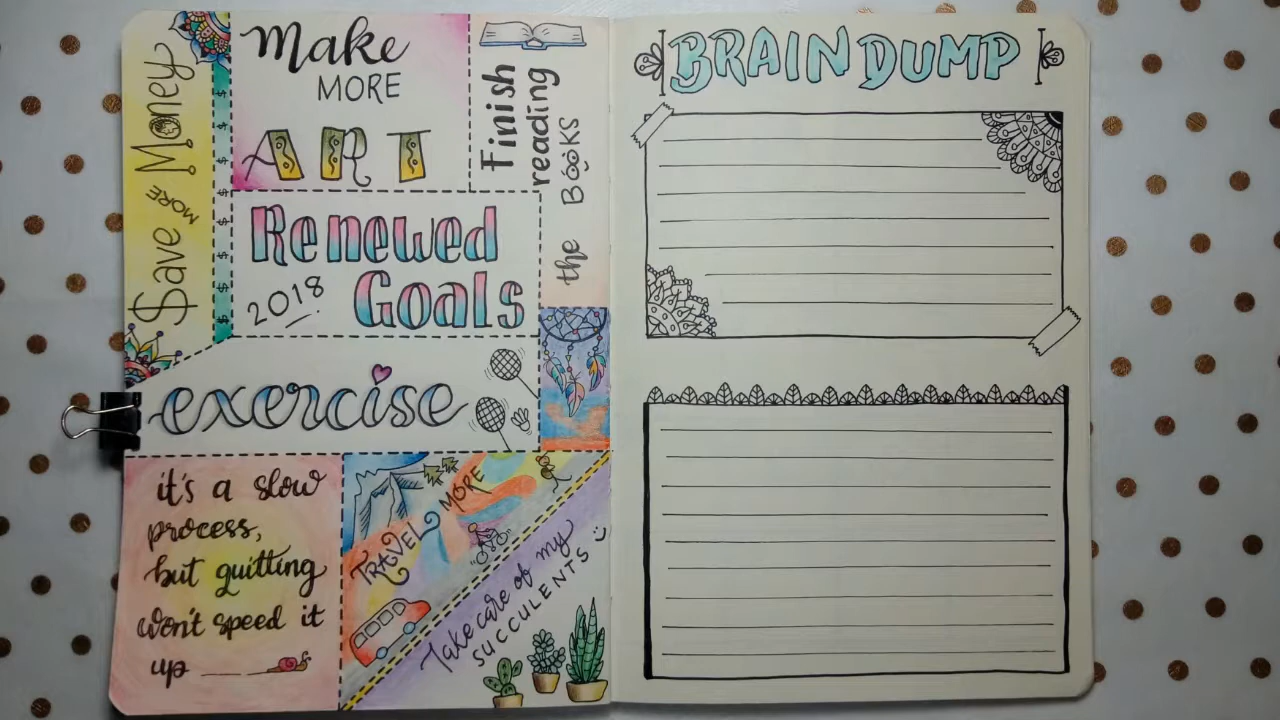 Save MORE Money
$ $ $ $ $ $ $ $
Make
MORE
ART
Finish
reading
the BOOKS
Renewed
2018 Goals
exercise
it's a slow
process,
but quitting
won't speed it
up
TRAVEL MORE
Take care of my
SUCCULENTS
BRAIN DUMP